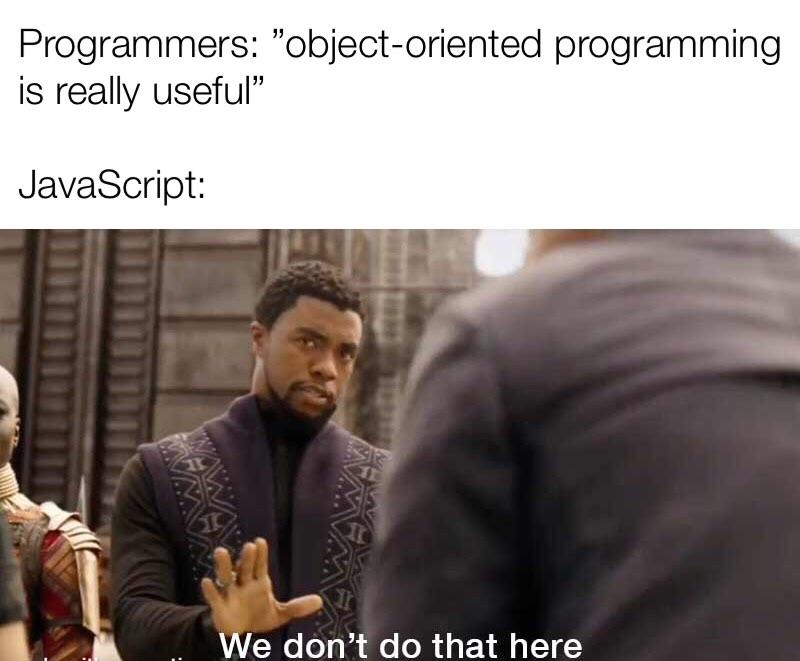 Programmers: ”object-oriented programming
is really useful”
JavaScript:
We don’t do that here